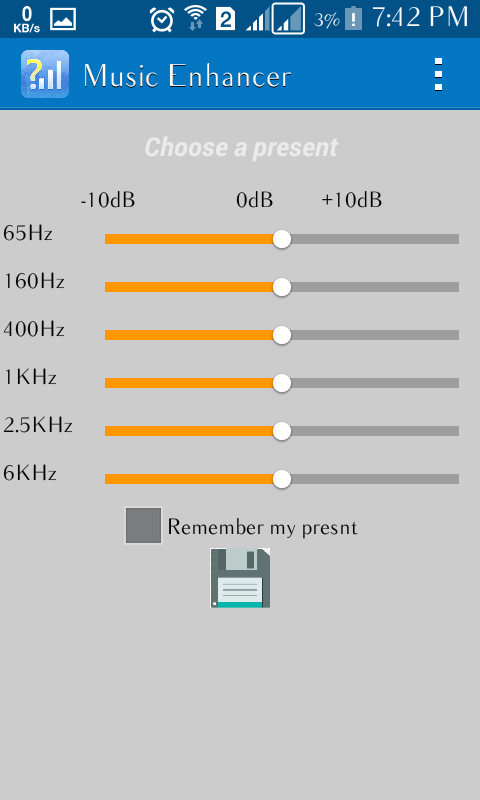 0 KB/s 2 3% 7:42 PM
? Music Enhancer
Choose a present
-10dB 0dB +10dB
65Hz
160Hz
400Hz
1KHz
2.5KHz
6KHz
Remember my presnt